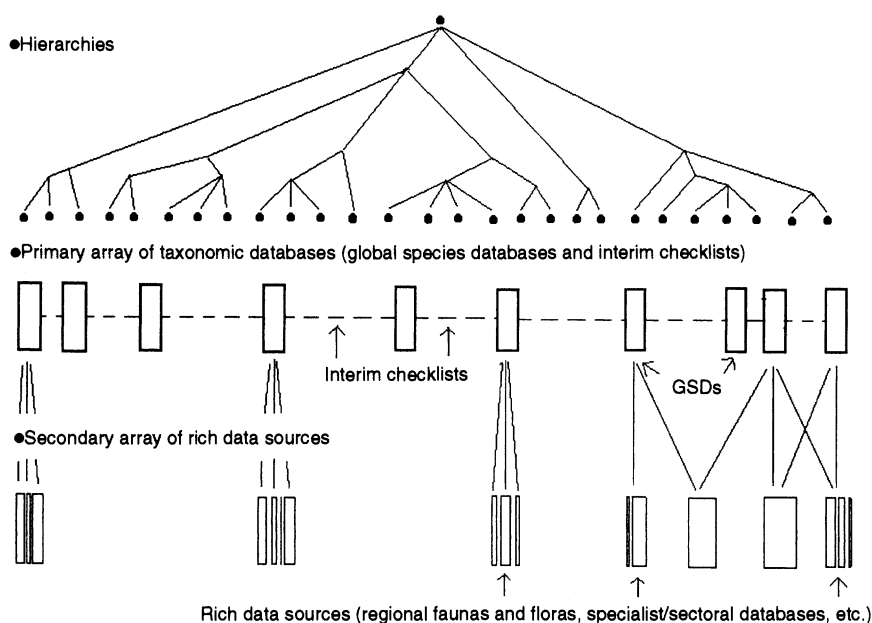 ●Hierarchies
●Primary array of taxonomic databases (global species databases and interim checklists)
Interim checklists
GSDs
●Secondary array of rich data sources
Rich data sources (regional faunas and floras, specialist/sectoral databases, etc.)